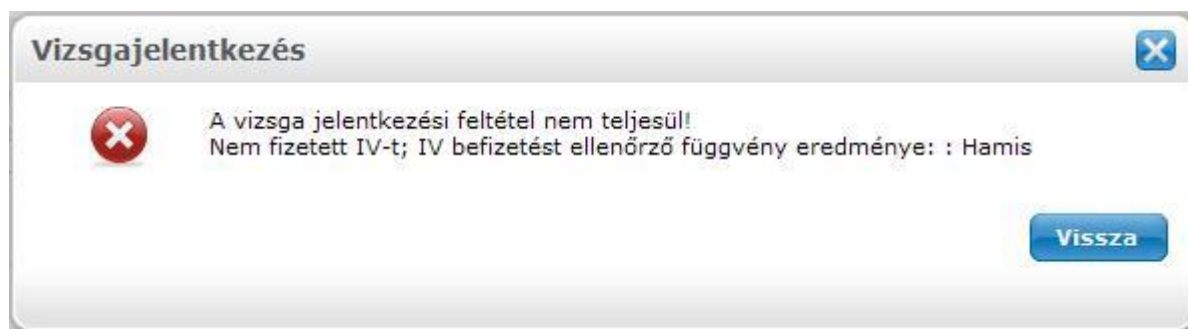 Vizsgajelentkezés
A vizsga jelentkezési feltétel nem teljesül!
Nem fizetett IV-t; IV befizetést ellenőrző függvény eredménye: : Hamis
Vissza